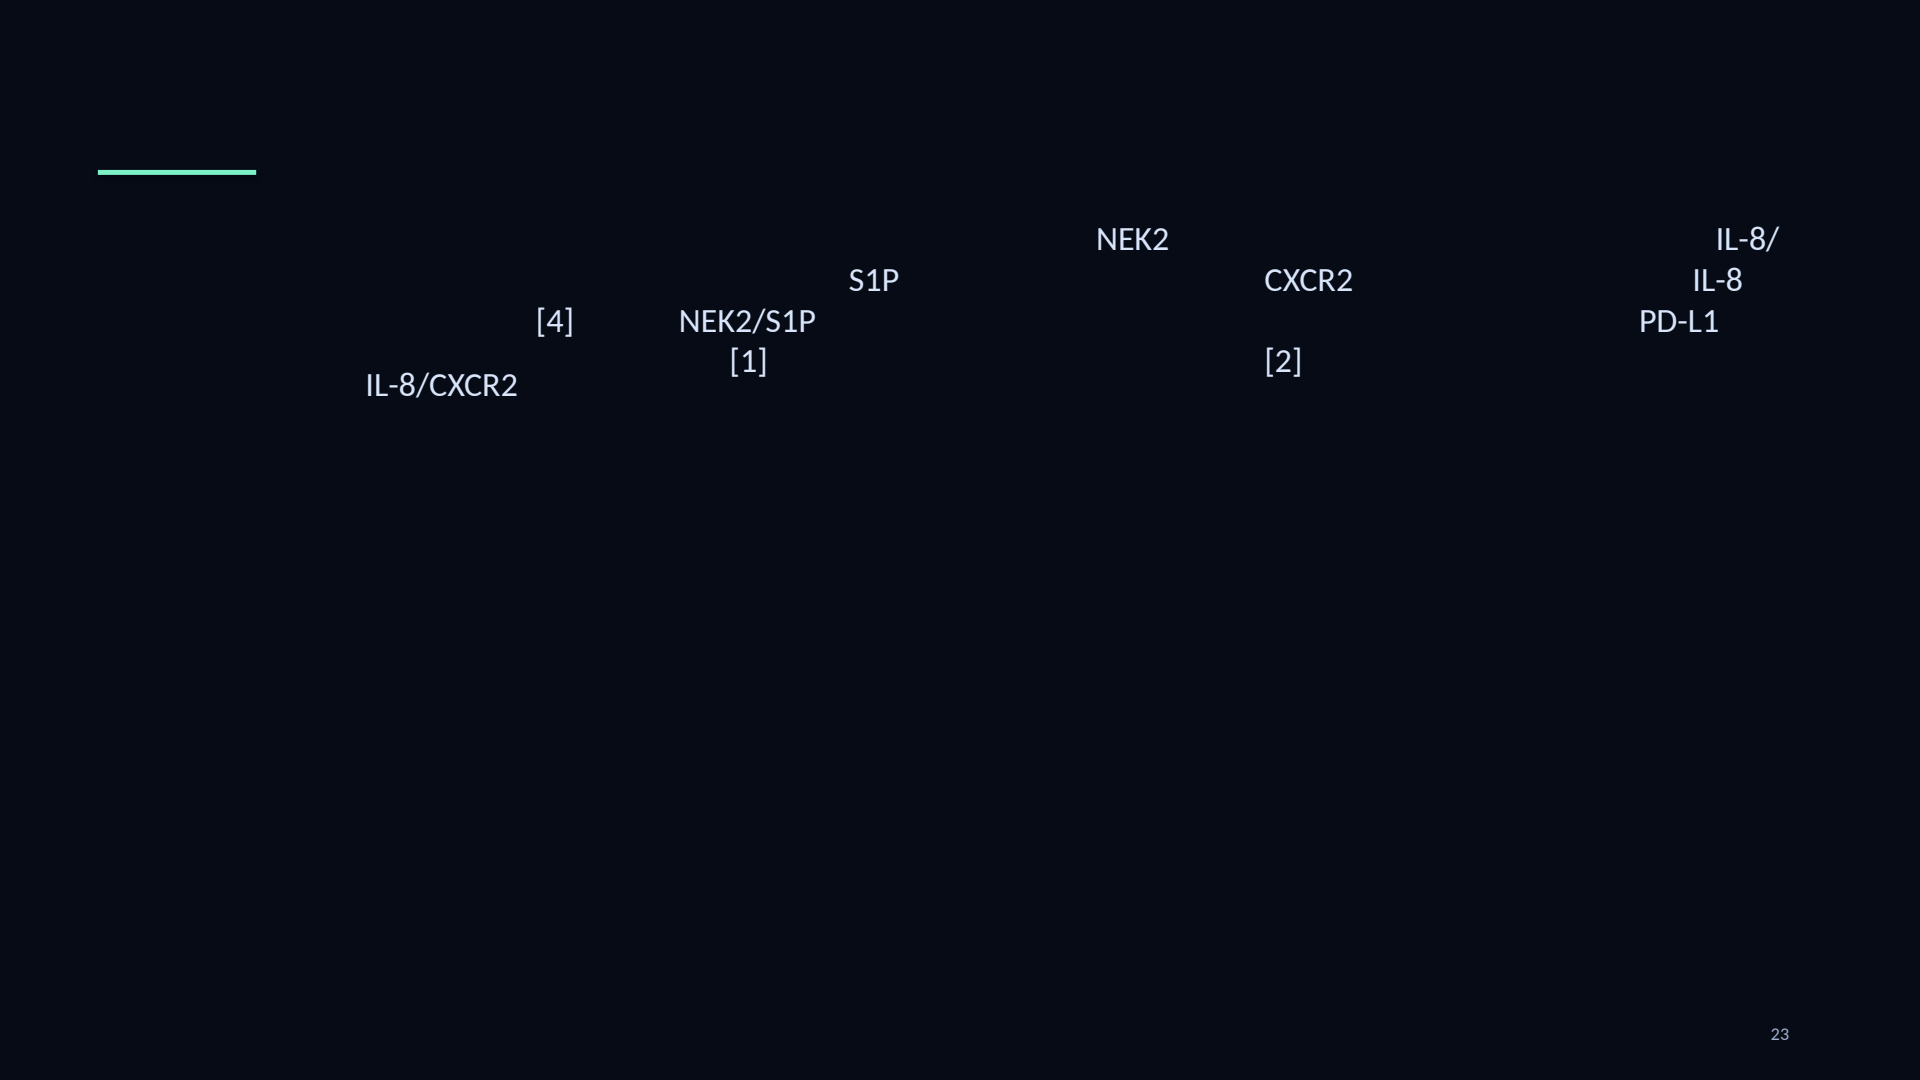 NEK2 IL-8/
S1P CXCR2 IL-8
[4] NEK2/S1P PD-L1
[1] [2]
IL-8/CXCR2
23